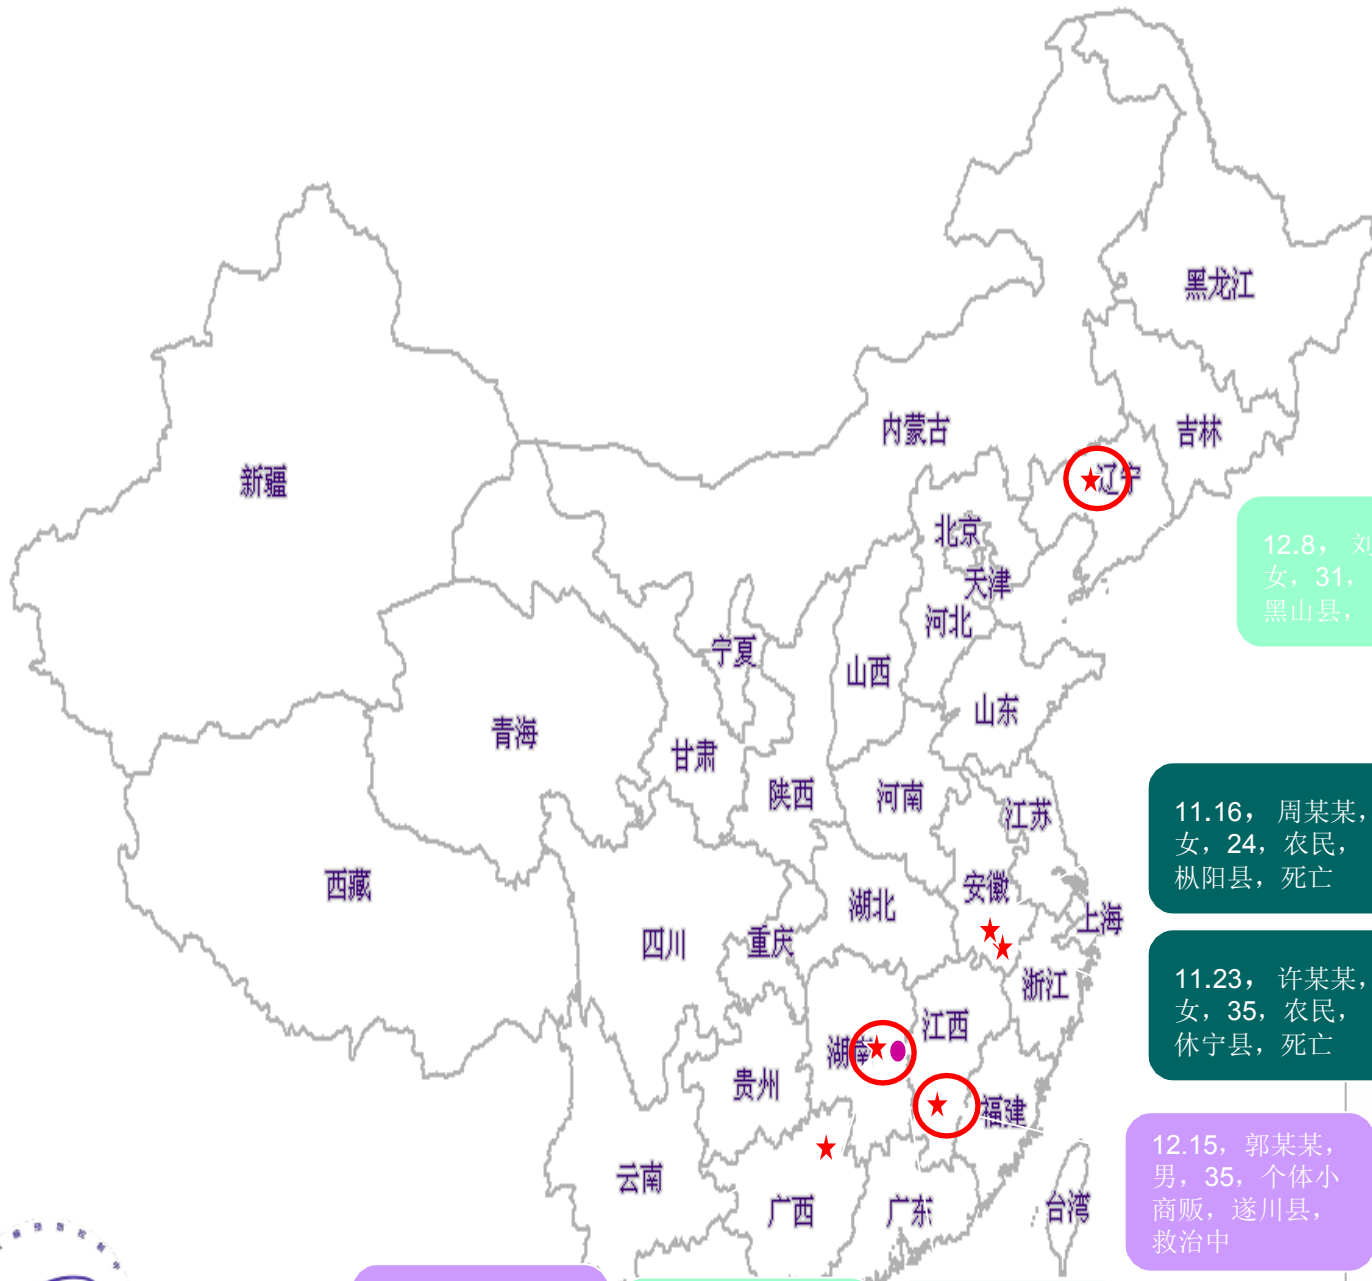 黑龙江
内蒙古
吉林
辽宁
新疆
北京
天津
河北
宁夏
山西
山东
青海
甘肃
陕西
河南
江苏
西藏
安徽
湖北
上海
四川
重庆
浙江
江西
湖南
贵州
福建
云南
广西
广东
台湾
12.8， 刘
女，31，
黑山县，
11.16， 周某某，
女，24，农民，
枞阳县，死亡
11.23， 许某某，
女，35，农民，
休宁县，死亡
12.15，郭某某，
男，35，个体小
商贩，遂川县，
救治中